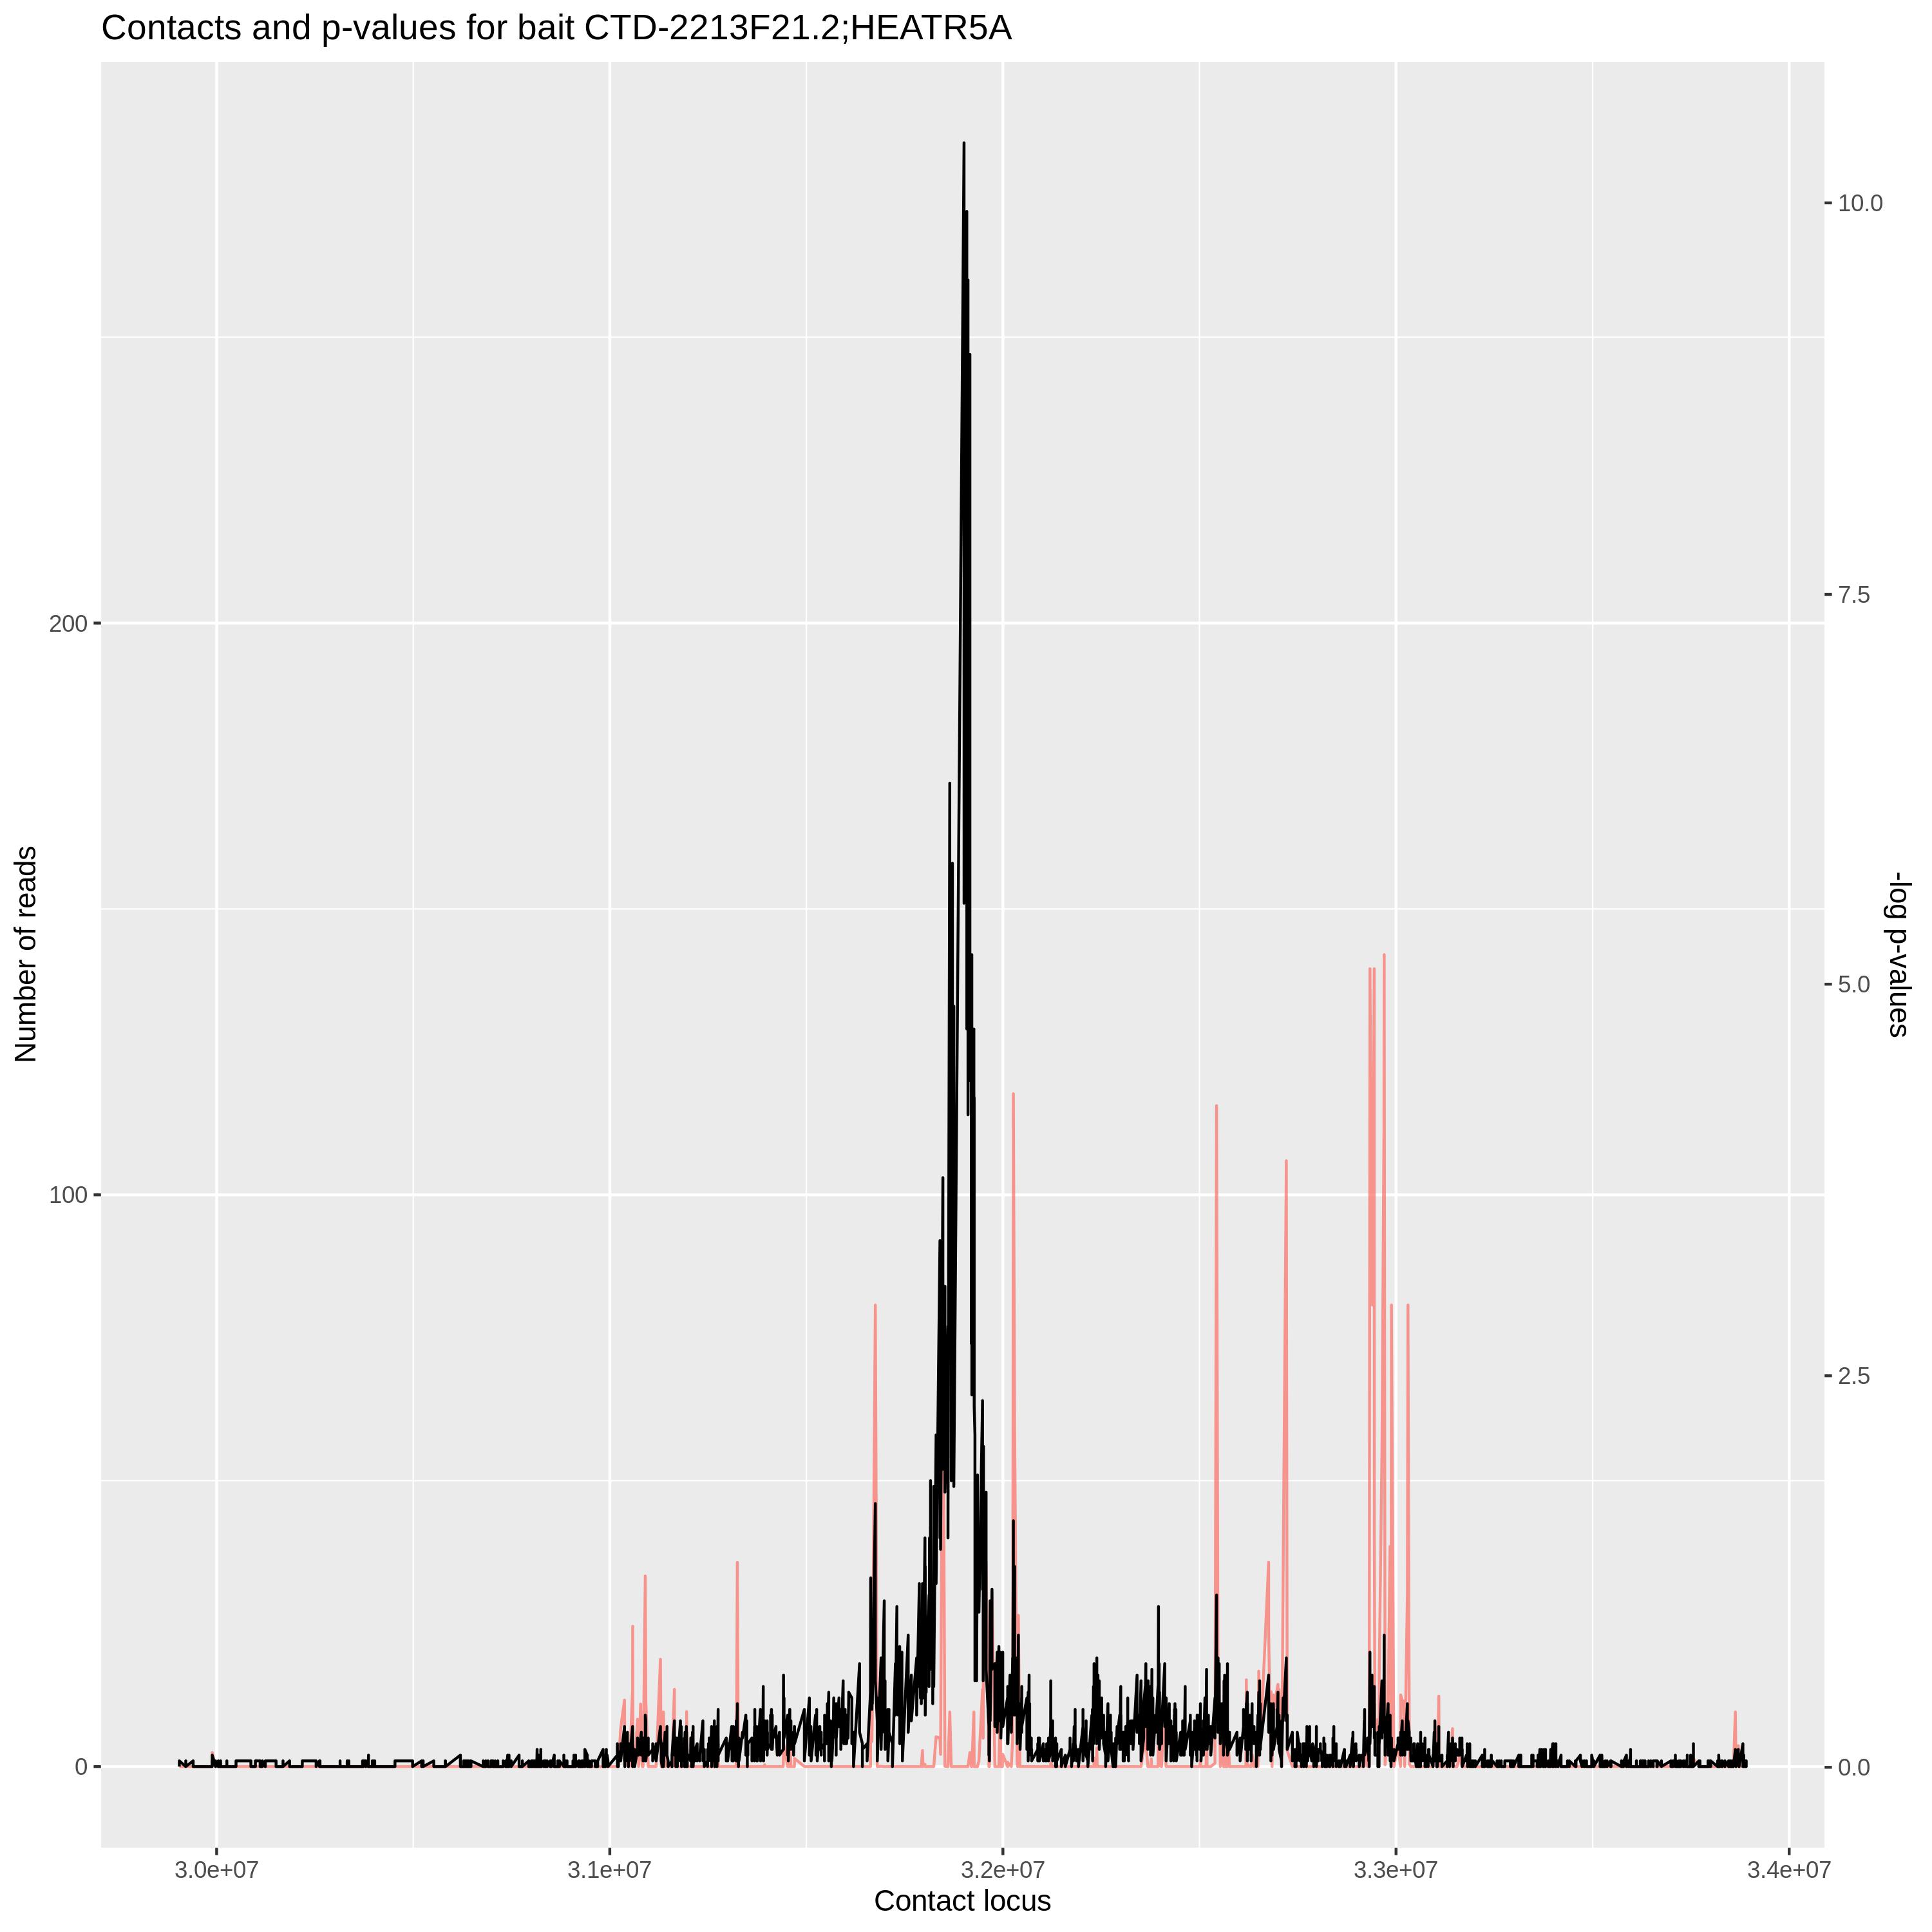 Contacts and p-values for bait CTD-2213F21.2;HEATR5A
Number of reads
200
100
0
10.0
7.5
5.0
2.5
0.0
-log p-values
3.0e+07
3.1e+07
3.2e+07
3.3e+07
3.4e+07
Contact locus